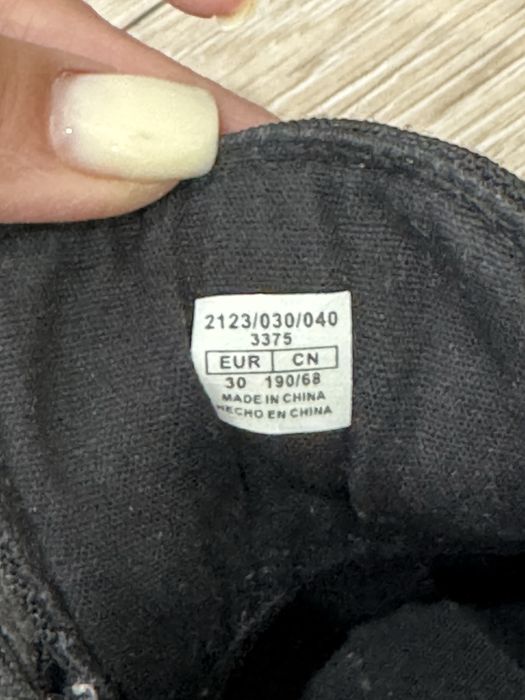 2123/030/040
3375
EUR CN
30 190/68
MADE IN CHINA
HECHO EN CHINA